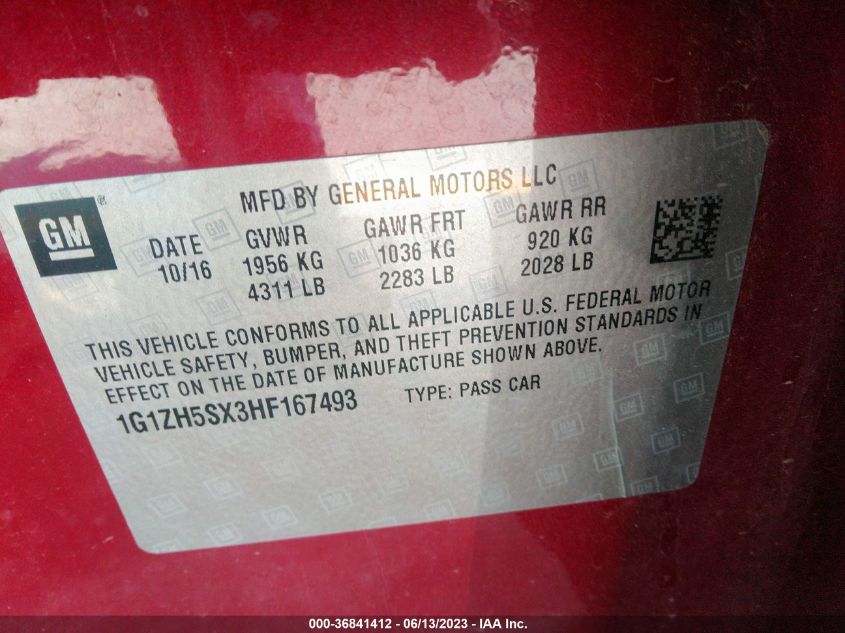 MFD BY GENERAL MOTORS LLC
GM ®
DATE GVWR GAWR FRT GAWR RR
10/16 1956 KG 1036 KG 920 KG
4311 LB 2283 LB 2028 LB
THIS VEHICLE CONFORMS TO ALL APPLICABLE U.S. FEDERAL MOTOR
VEHICLE SAFETY, BUMPER, AND THEFT PREVENTION STANDARDS IN
EFFECT ON THE DATE OF MANUFACTURE SHOWN ABOVE.
1G1ZH5SX3HF167493 TYPE: PASS CAR
000-36841412 - 06/13/2023 - IAA Inc.